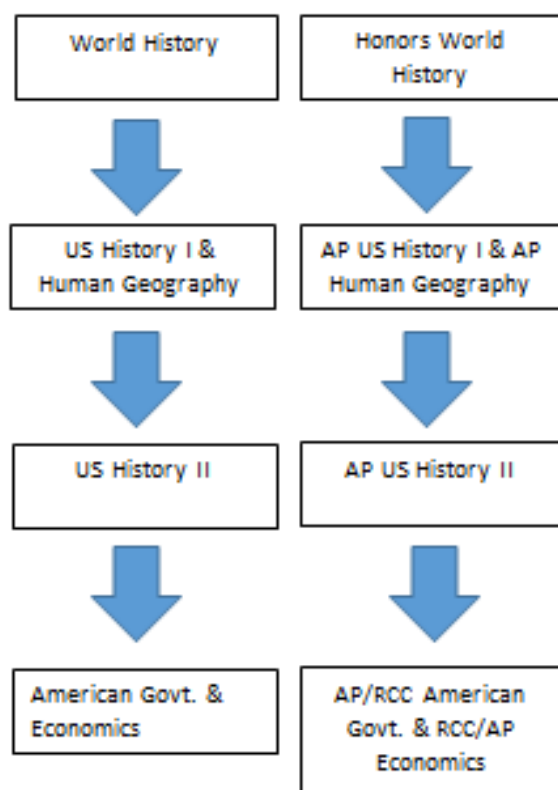 World History
Honors World
History
US History I &
Human Geography
AP US History I & AP
Human Geography
US History II
AP US History II
American Govt. &
Economics
AP/RCC American
Govt. & RCC/AP
Economics